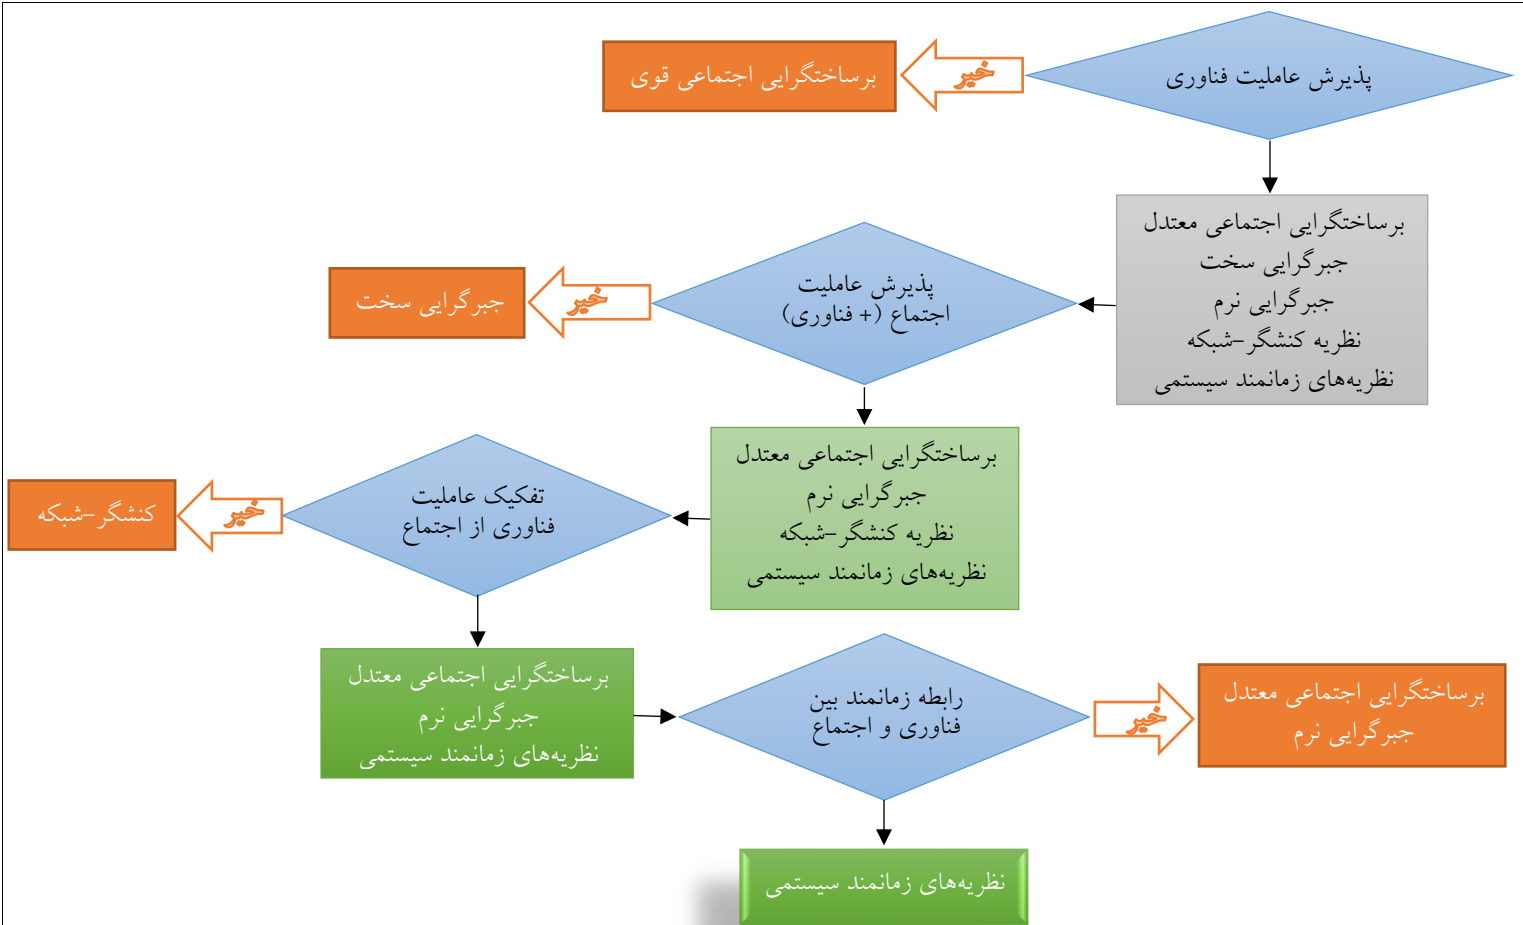 پذیرش عاملیت فناوری
خیر
برساختگرایی اجتماعی قوی
برساختگرایی اجتماعی معتدل
جبرگرایی سخت
جبرگرایی نرم
نظریه کنشگر-شبکه
نظریه‌های زمانمند سیستمی
پذیرش عاملیت
اجتماع (+ فناوری)
خیر
جبرگرایی سخت
برساختگرایی اجتماعی معتدل
جبرگرایی نرم
نظریه کنشگر-شبکه
نظریه‌های زمانمند سیستمی
تفکیک عاملیت
فناوری از اجتماع
خیر
کنشگر-شبکه
برساختگرایی اجتماعی معتدل
جبرگرایی نرم
نظریه‌های زمانمند سیستمی
رابطه زمانمند بین
فناوری و اجتماع
خیر
برساختگرایی اجتماعی معتدل
جبرگرایی نرم
نظریه‌های زمانمند سیستمی